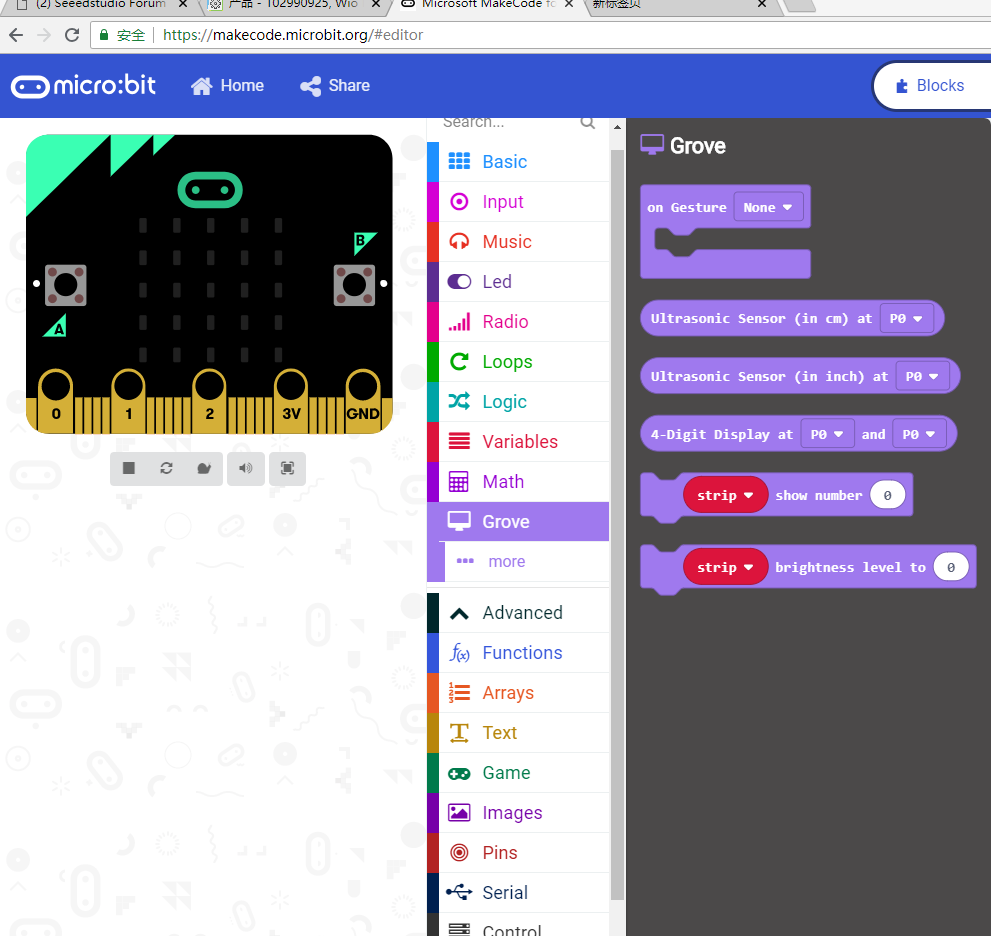 (2) Seeedstudio Forum
产品 - 102990925, Wio
Microsoft MakeCode fo
新标签页
安全
https://makecode.microbit.org/#editor
micro:bit
Home
Share
Blocks
Search...
Basic
Input
Music
Led
Radio
Loops
Logic
Variables
Math
Grove
more
Advanced
Functions
Arrays
Text
Game
Images
Pins
Serial
Control
B
A
0
1
2
3V
GND
f(x)
1
2
3
Grove
on Gesture None
Ultrasonic Sensor (in cm) at P0
Ultrasonic Sensor (in inch) at P0
4-Digit Display at P0 and P0
strip show number 0
strip brightness level to 0